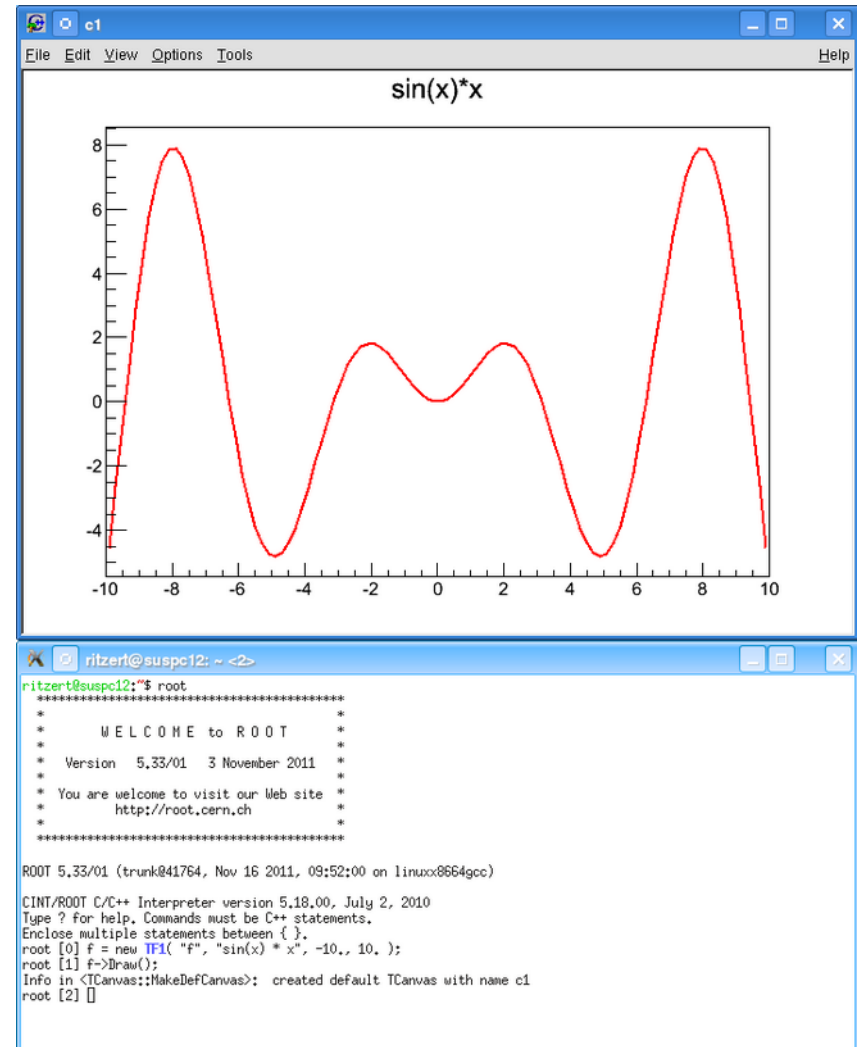 c1
File Edit View Options Tools Help
sin(x)*x
8
6
4
2
0
-2
-4
-10 -8 -6 -4 -2 0 2 4 6 8 10
ritzert@suspc12: ~ <2>
ritzert@suspc12:~$ root
*******************************************
* *
* W E L C O M E to R O O T *
* *
* Version 5.33/01 3 November 2011 *
* *
* You are welcome to visit our Web site *
* http://root.cern.ch *
* *
*******************************************
ROOT 5.33/01 (trunk@41764, Nov 16 2011, 09:52:00 on linuxx8664gcc)
CINT/ROOT C/C++ Interpreter version 5.18.00, July 2, 2010
Type ? for help. Commands must be C++ statements.
Enclose multiple statements between { }.
root [0] f = new TF1( "f", "sin(x) * x", -10., 10. );
root [1] f->Draw();
Info in <TCanvas::MakeDefCanvas>: created default TCanvas with name c1
root [2]